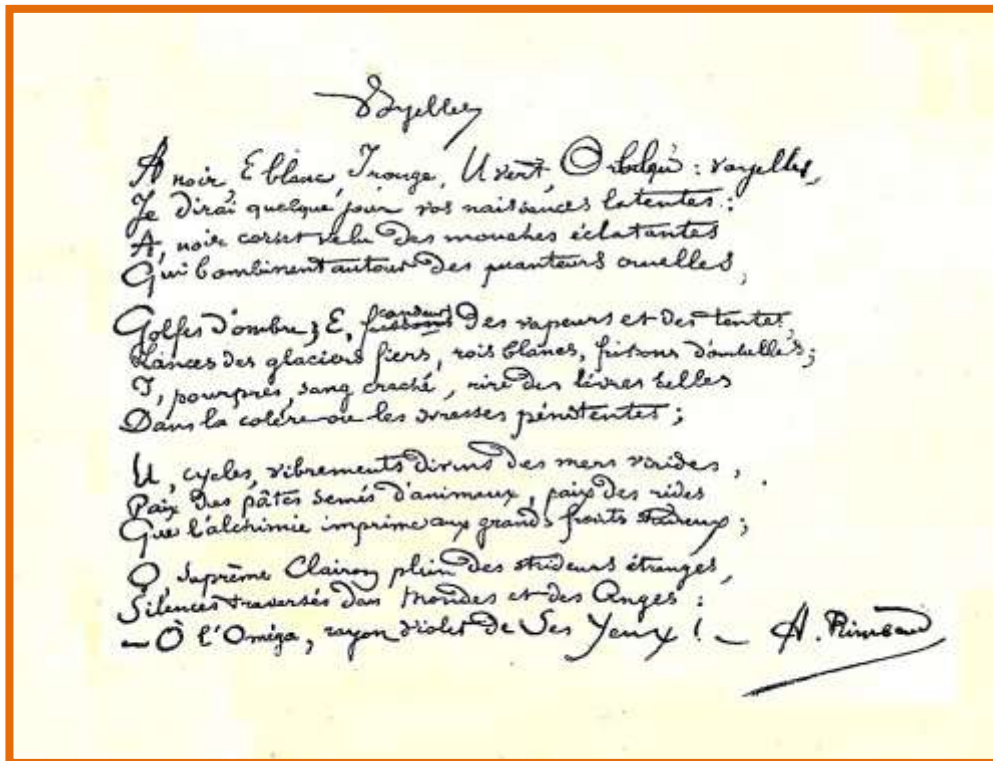 Voyelles
A noir, E blanc, I rouge, U vert, O bleu : voyelles,
Je dirai quelque jour vos naissances latentes :
A, noir corset velu des mouches éclatantes
Qui bombinent autour des puanteurs cruelles,
Golfes d'ombre ; E, frissons candeurs des vapeurs et des tentes,
Lances des glaciers fiers, rois blancs, frissons d'ombelles ;
I, pourpres, sang craché, rire des lèvres belles
Dans la colère ou les ivresses pénitentes ;
U, cycles, vibrements divins des mers virides,
Paix des pâtis semés d'animaux, paix des rides
Que l'alchimie imprime aux grands fronts studieux ;
O, suprême Clairon plein des strideurs étranges,
Silences traversés des Mondes et des Anges :
— O l'Oméga, rayon violet de Ses Yeux ! — A. Rimbaud